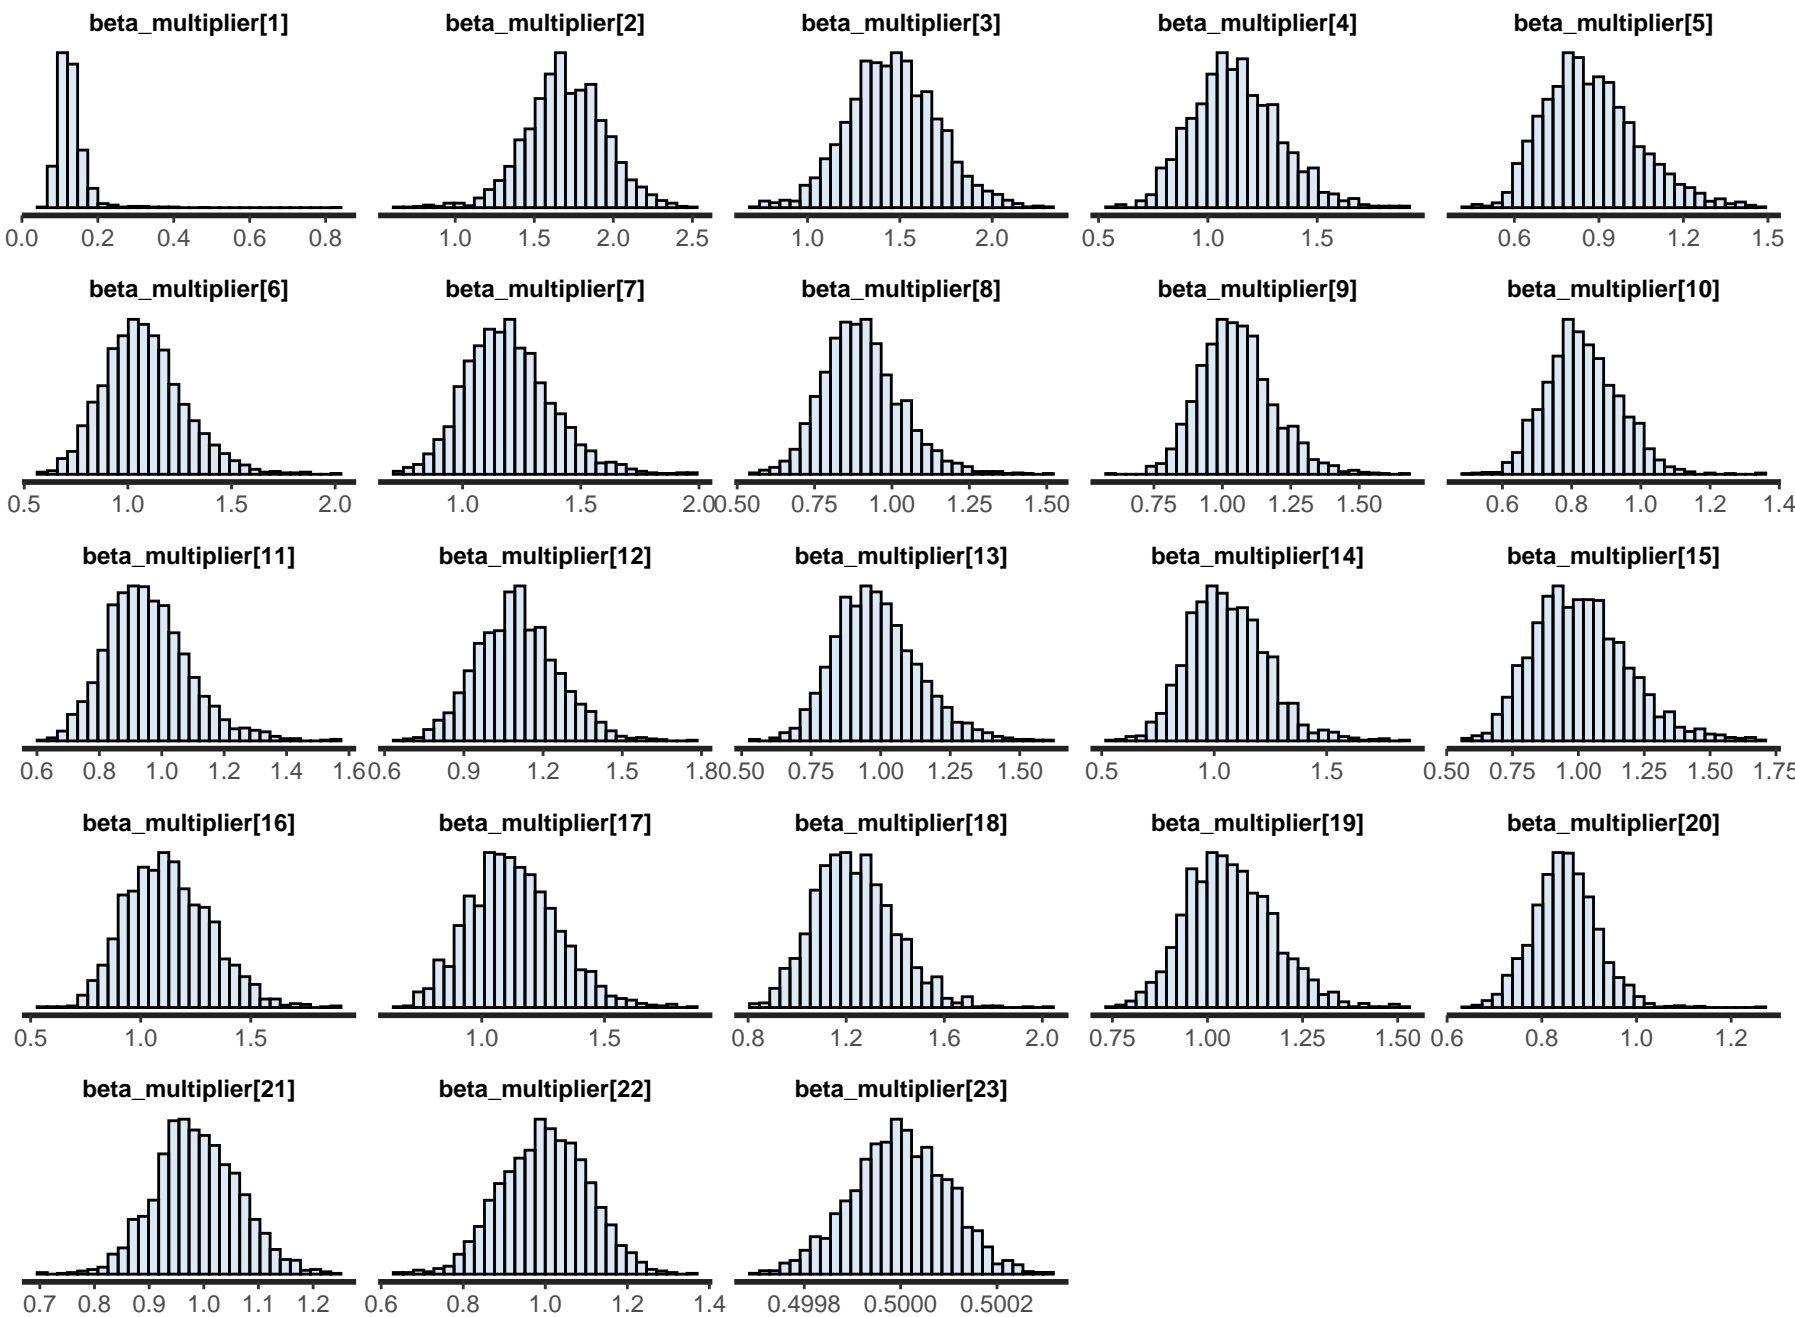 beta_multiplier[1] beta_multiplier[2] beta_multiplier[3] beta_multiplier[4] beta_multiplier[5]
0.0 0.2 0.4 0.6 0.8 1.0 1.5 2.0 2.5 1.0 1.5 2.0 0.5 1.0 1.5 0.6 0.9 1.2 1.5
beta_multiplier[6] beta_multiplier[7] beta_multiplier[8] beta_multiplier[9] beta_multiplier[10]
0.5 1.0 1.5 2.0 1.0 1.5 2.0 0.50 0.75 1.00 1.25 1.50 0.75 1.00 1.25 1.50 0.6 0.8 1.0 1.2 1.4
beta_multiplier[11] beta_multiplier[12] beta_multiplier[13] beta_multiplier[14] beta_multiplier[15]
0.6 0.8 1.0 1.2 1.4 1.6 0.6 0.9 1.2 1.5 1.8 0.50 0.75 1.00 1.25 1.50 0.5 1.0 1.5 0.50 0.75 1.00 1.25 1.50 1.75
beta_multiplier[16] beta_multiplier[17] beta_multiplier[18] beta_multiplier[19] beta_multiplier[20]
0.5 1.0 1.5 1.0 1.5 0.8 1.2 1.6 2.0 0.75 1.00 1.25 1.50 0.6 0.8 1.0 1.2
beta_multiplier[21] beta_multiplier[22] beta_multiplier[23]
0.7 0.8 0.9 1.0 1.1 1.2 0.6 0.8 1.0 1.2 1.4 0.4998 0.5000 0.5002